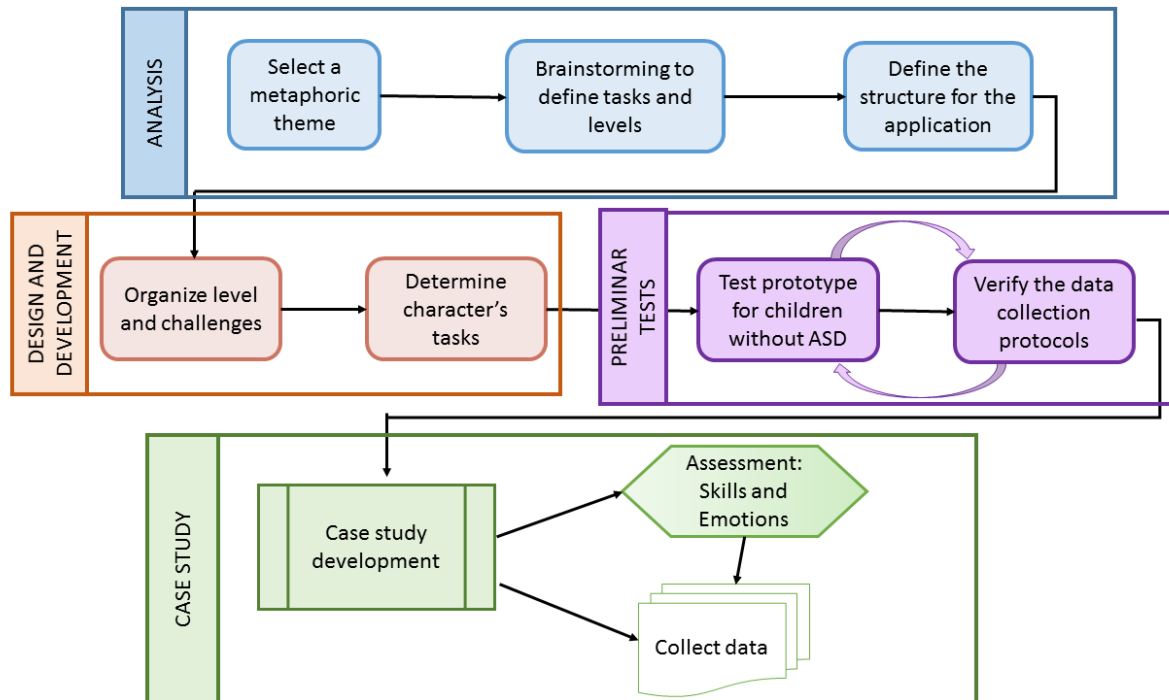 ANALYSIS
Select a
metaphoric
theme
Brainstorming to
define tasks and
levels
Define the
structure for the
application
DESIGN AND
DEVELOPMENT
Organize level
and challenges
Determine
character's
tasks
PRELIMINAR
TESTS
Test prototype
for children
without ASD
Verify the data
collection
protocols
CASE STUDY
Case study
development
Assessment:
Skills and
Emotions
Collect data